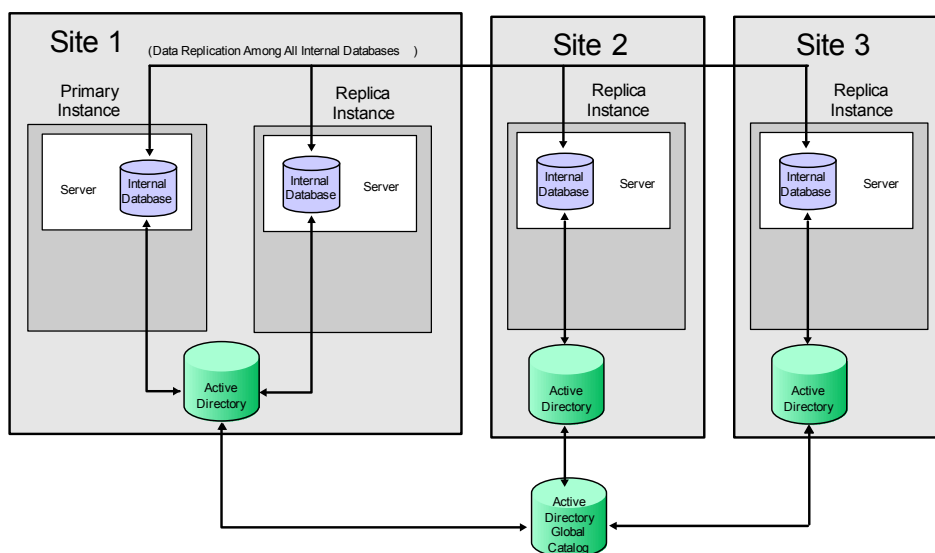 Site 1
(Data Replication Among All Internal Databases )
Site 2
Site 3
Primary
Instance
Replica
Instance
Replica
Instance
Replica
Instance
Server
Internal
Database
Internal
Database
Server
Internal
Database
Server
Internal
Database
Server
Active
Directory
Active
Directory
Active
Directory
Active
Directory
Global
Catalog